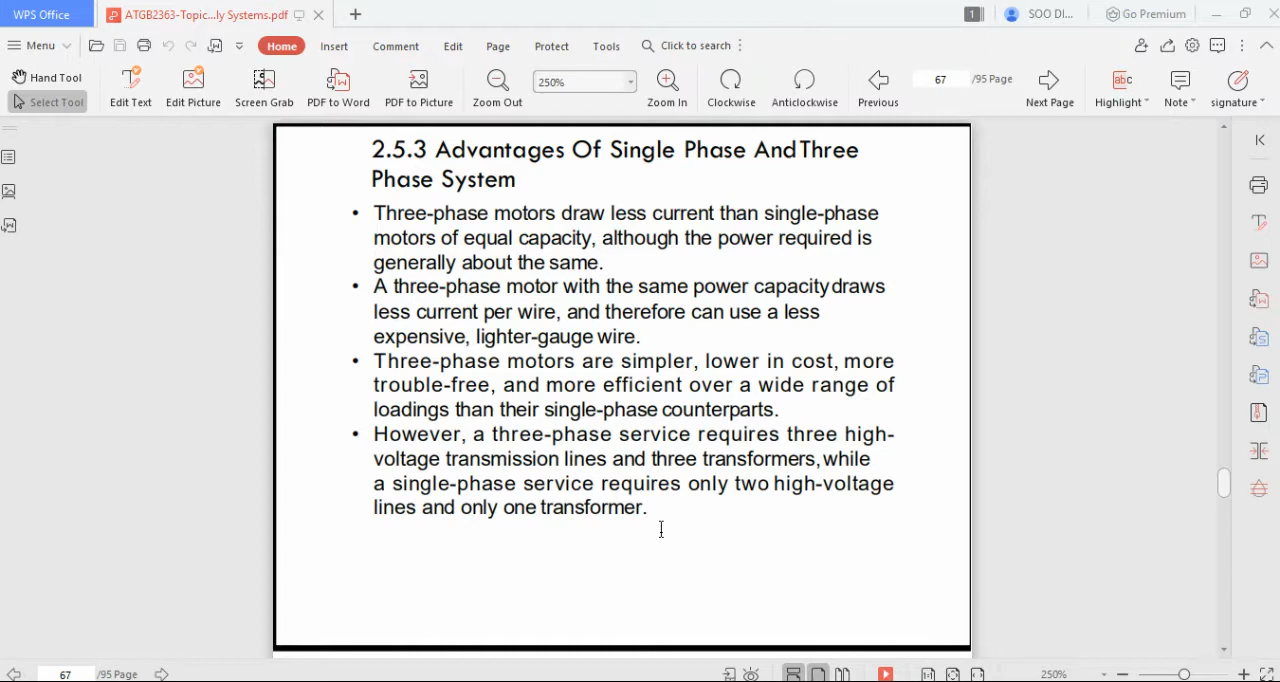 WPS Office
ATGB2363-Topic...ly Systems.pdf
1
SOO DI...
Go Premium
Menu
Home
Insert
Comment
Edit
Page
Protect
Tools
Click to search
Hand Tool
Select Tool
Edit Text
Edit Picture
Screen Grab
PDF to Word
PDF to Picture
Zoom Out
250%
Zoom In
Clockwise
Anticlockwise
Previous
67
/95 Page
Next Page
Highlight
Note
signature
2.5.3 Advantages Of Single Phase And Three
Phase System
• Three-phase motors draw less current than single-phase
motors of equal capacity, although the power required is
generally about the same.
• A three-phase motor with the same power capacity draws
less current per wire, and therefore can use a less
expensive, lighter-gauge wire.
• Three-phase motors are simpler, lower in cost, more
trouble-free, and more efficient over a wide range of
loadings than their single-phase counterparts.
• However, a three-phase service requires three high-
voltage transmission lines and three transformers, while
a single-phase service requires only two high-voltage
lines and only one transformer.
67
/95 Page
250%